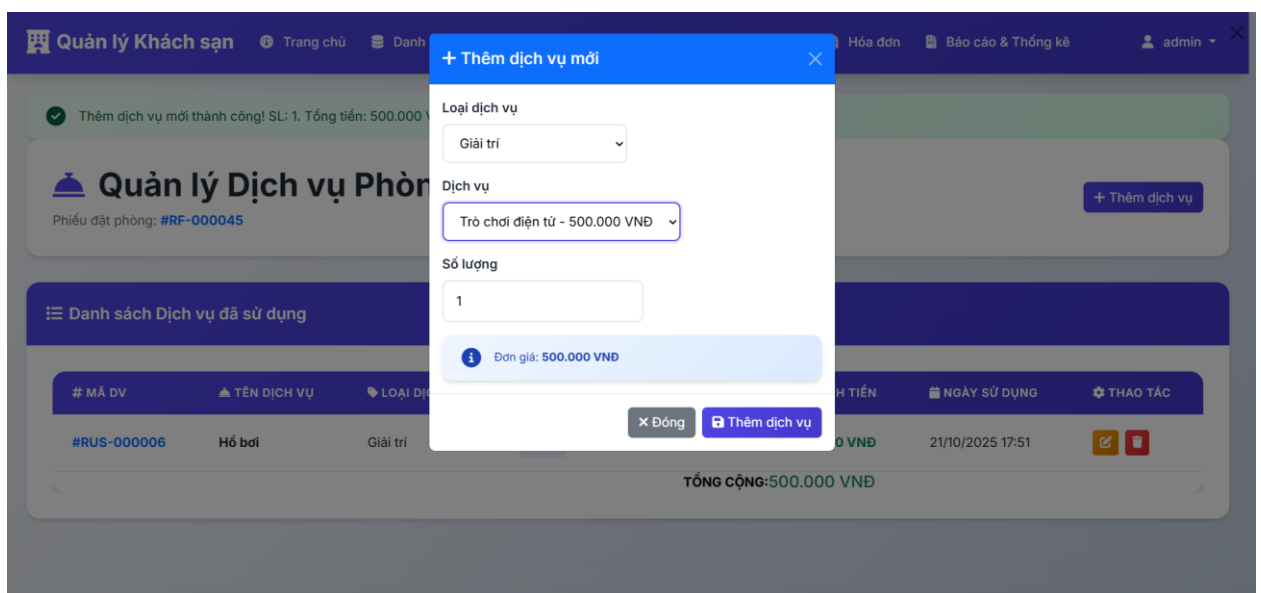 Quản lý Khách sạn Trang chủ Danh Hóa đơn Báo cáo & Thống kê admin
+ Thêm dịch vụ mới
Thêm dịch vụ mới thành công! SL: 1. Tổng tiền: 500.000
Loại dịch vụ
Giải trí
Quản lý Dịch vụ
Phiếu đặt phòng: #RF-000045
+ Thêm dịch vụ
Dịch vụ
Trò chơi điện tử - 500.000 VNĐ
Số lượng
1
Danh sách Dịch vụ đã sử dụng
Đơn giá: 500.000 VNĐ
Đóng Thêm dịch vụ
# MÃ DV TÊN DỊCH VỤ LOẠI TIỀN NGÀY SỬ DỤNG THAO TÁC
#RUS-000006 Hồ bơi Giải trí VNĐ 21/10/2025 17:51
TỔNG CỘNG:500.000 VNĐ